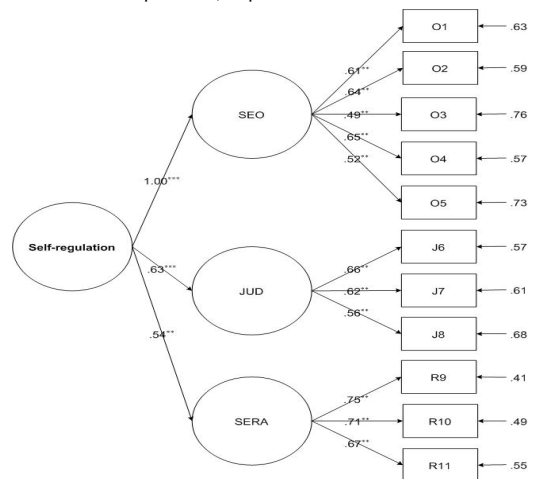 O1 .63
O2 .59
.61**
.64**
SEO
O3 .76
.49**
.65**
O4 .57
.52**
1.00***
O5 .73
Self-regulation
J6 .57
.63***
.66**
JUD
.62**
J7 .61
.56**
J8 .68
.54**
R9 .41
.75**
SERA
.71**
R10 .49
.67**
R11 .55